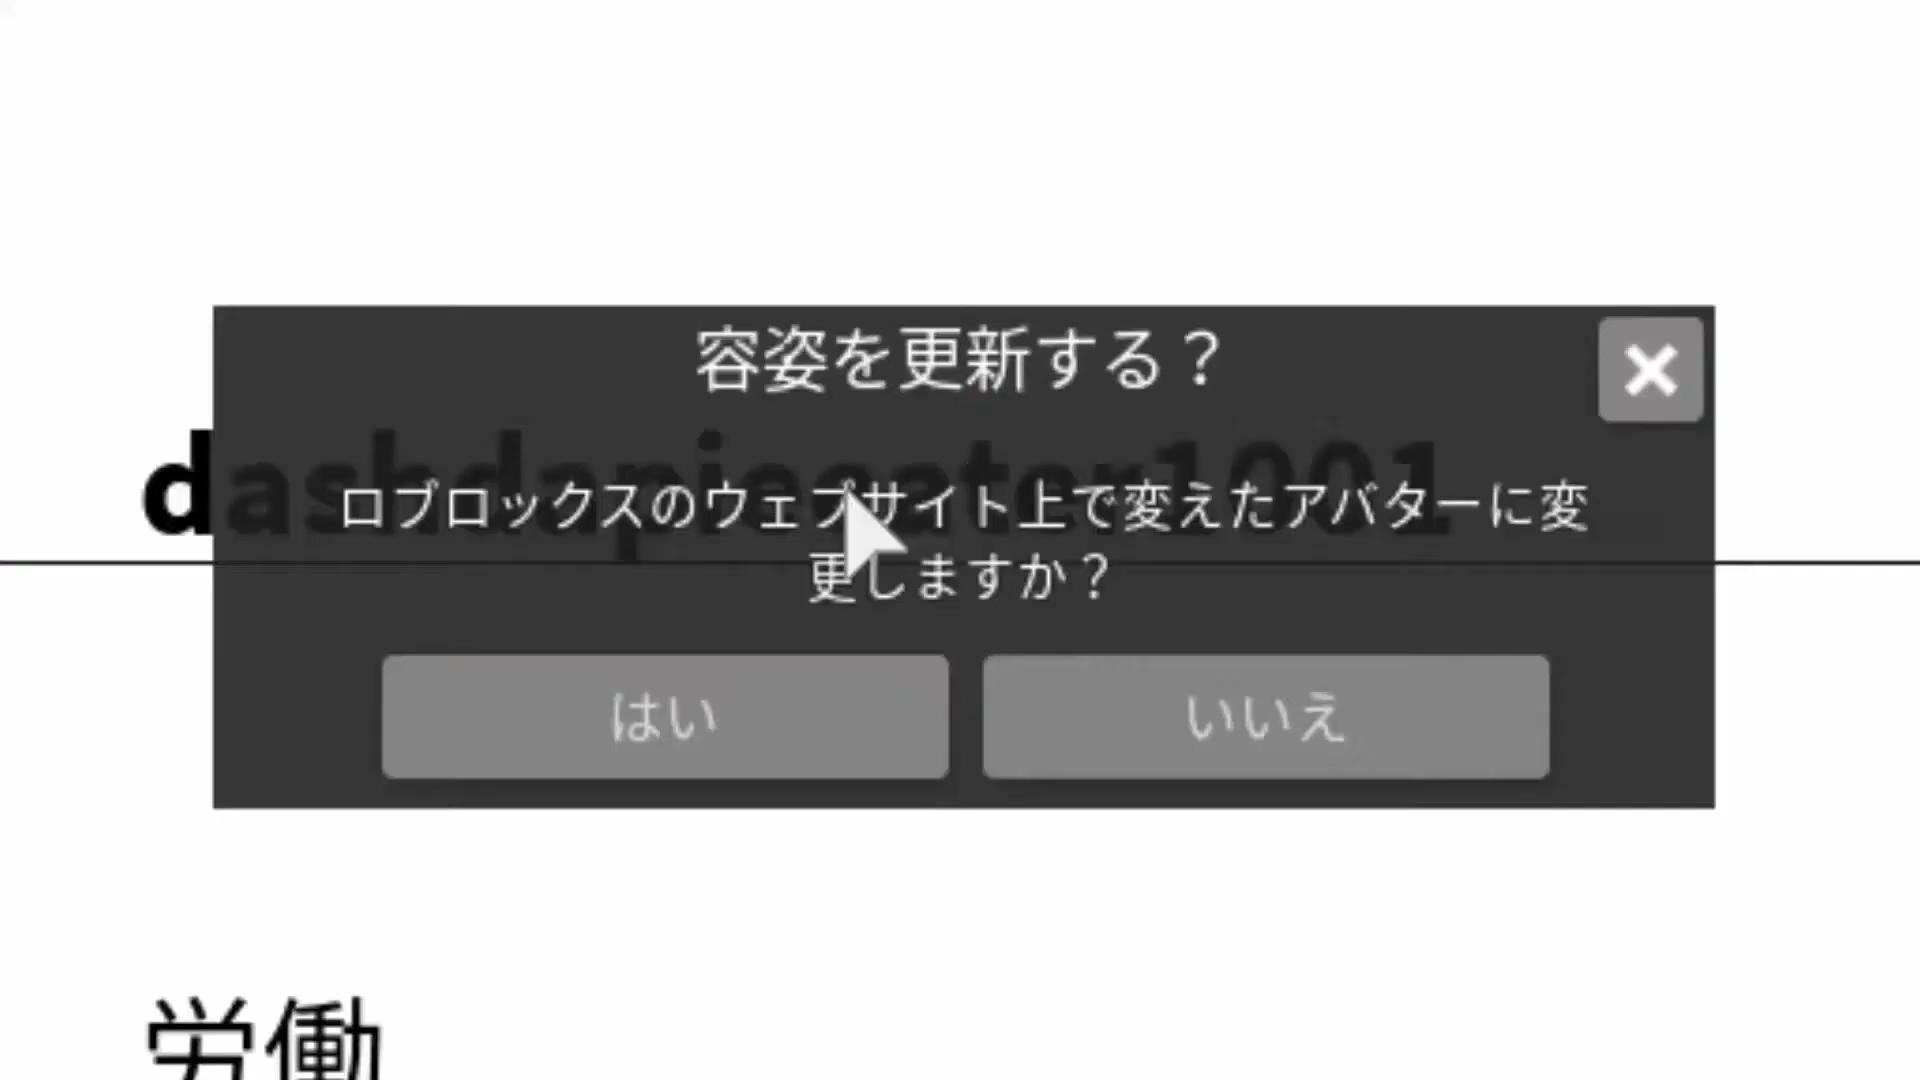 容姿を更新する？
dashdapieeater1001
ロブロックスのウェブサイト上で変えたアバターに変
更しますか？
はい
いいえ
労働